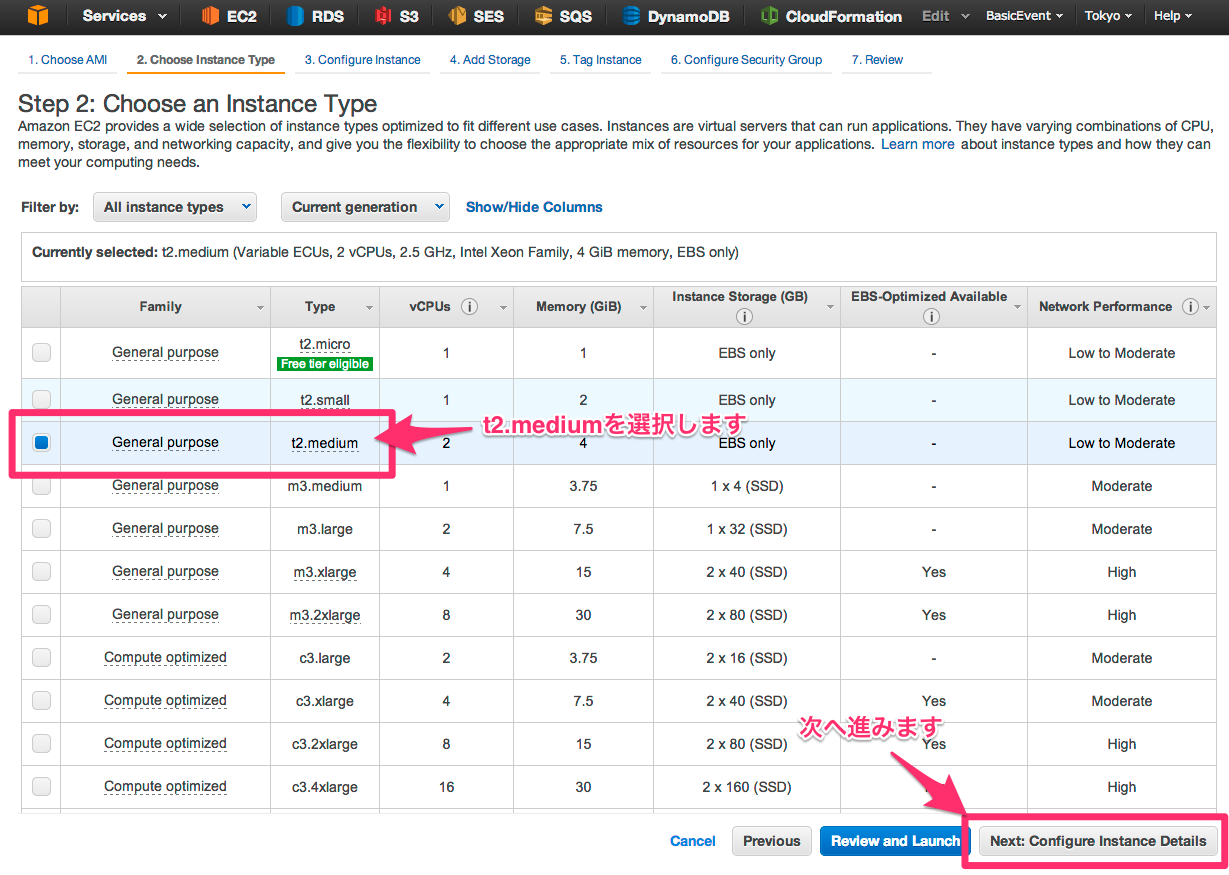 Services EC2 RDS S3 SES SQS DynamoDB CloudFormation Edit BasicEvent Tokyo Help
1. Choose AMI 2. Choose Instance Type 3. Configure Instance 4. Add Storage 5. Tag Instance 6. Configure Security Group 7. Review
Step 2: Choose an Instance Type
Amazon EC2 provides a wide selection of instance types optimized to fit different use cases. Instances are virtual servers that can run applications. They have varying combinations of CPU,
memory, storage, and networking capacity, and give you the flexibility to choose the appropriate mix of resources for your applications. Learn more about instance types and how they can
meet your computing needs.
Filter by: All instance types Current generation Show/Hide Columns
Currently selected: t2.medium (Variable ECUs, 2 vCPUs, 2.5 GHz, Intel Xeon Family, 4 GiB memory, EBS only)
Family Type vCPUs Memory (GiB) Instance Storage (GB) EBS-Optimized Available Network Performance
General purpose t2.micro 1 1 EBS only - Low to Moderate
Free tier eligible
General purpose t2.small 1 2 EBS only - Low to Moderate
t2.mediumを選択します
General purpose t2.medium 2 4 EBS only - Low to Moderate
General purpose m3.medium 1 3.75 1 x 4 (SSD) - Moderate
General purpose m3.large 2 7.5 1 x 32 (SSD) - Moderate
General purpose m3.xlarge 4 15 2 x 40 (SSD) Yes High
General purpose m3.2xlarge 8 30 2 x 80 (SSD) Yes High
Compute optimized c3.large 2 3.75 2 x 16 (SSD) - Moderate
Compute optimized c3.xlarge 4 7.5 2 x 40 (SSD) Yes Moderate
次へ進みます
Compute optimized c3.2xlarge 8 15 2 x 80 (SSD) Yes High
Compute optimized c3.4xlarge 16 30 2 x 160 (SSD) High
Cancel Previous Review and Launch Next: Configure Instance Details